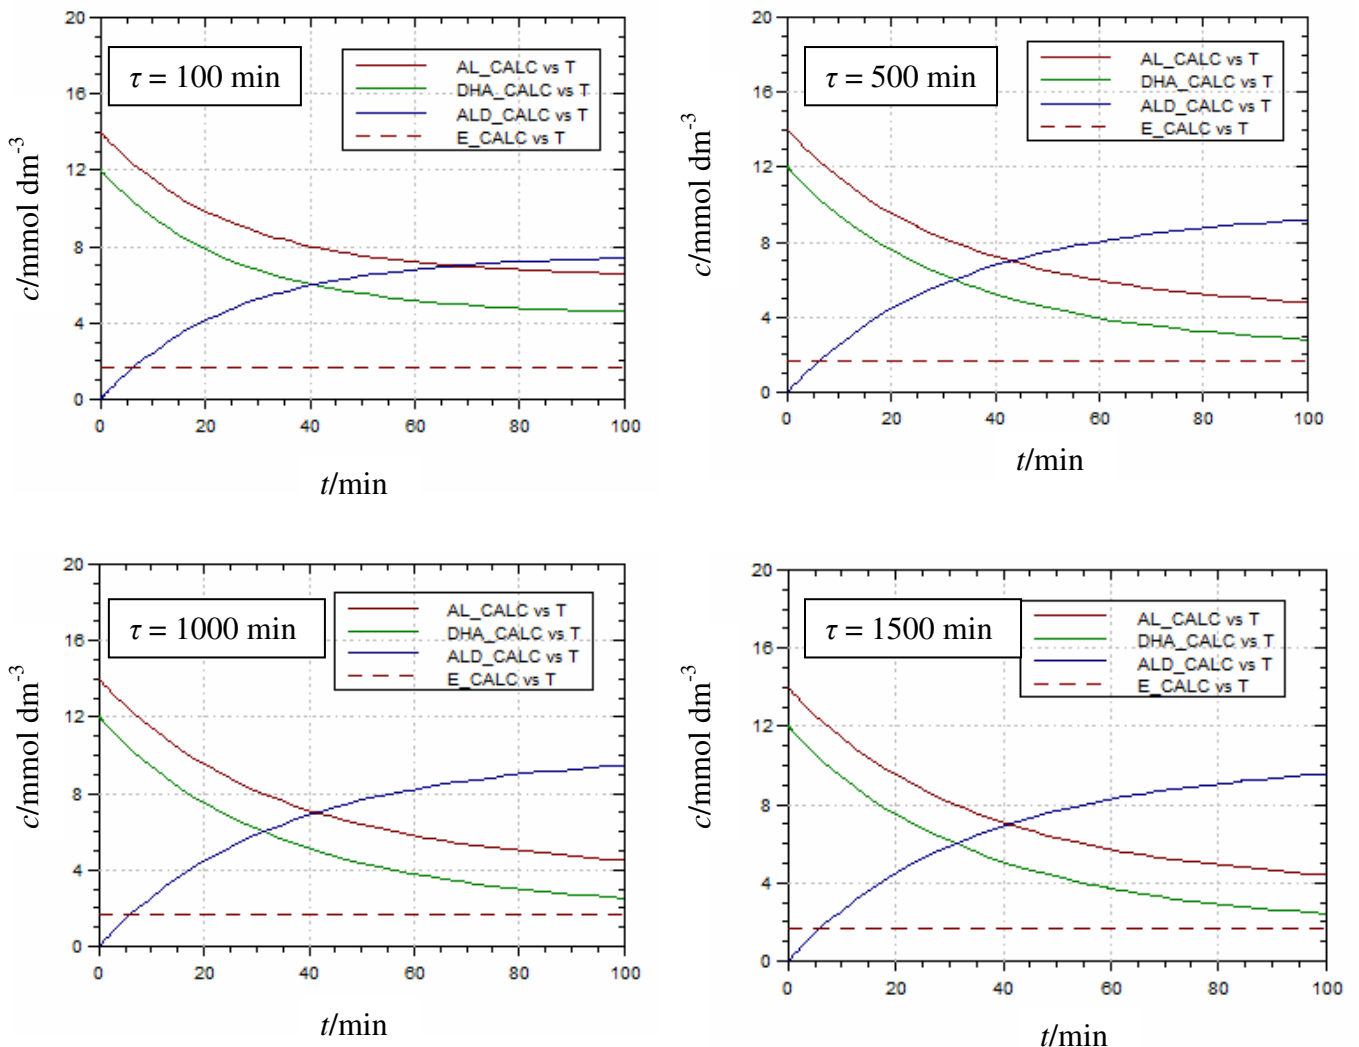 20
16
12
8
4
0
τ = 100 min
AL_CALC vs T
DHA_CALC vs T
ALD_CALC vs T
E_CALC vs T
c/mmol dm-3
0 20 40 60 80 100
t/min
20
16
12
8
4
0
τ = 500 min
AL_CALC vs T
DHA_CALC vs T
ALD_CALC vs T
E_CALC vs T
c/mmol dm-3
0 20 40 60 80 100
t/min
20
16
12
8
4
0
τ = 1000 min
AL_CALC vs T
DHA_CALC vs T
ALD_CALC vs T
E_CALC vs T
c/mmol dm-3
0 20 40 60 80 100
t/min
20
16
12
8
4
0
τ = 1500 min
AL_CALC vs T
DHA_CALC vs T
ALD_CALC vs T
E_CALC vs T
c/mmol dm-3
0 20 40 60 80 100
t/min